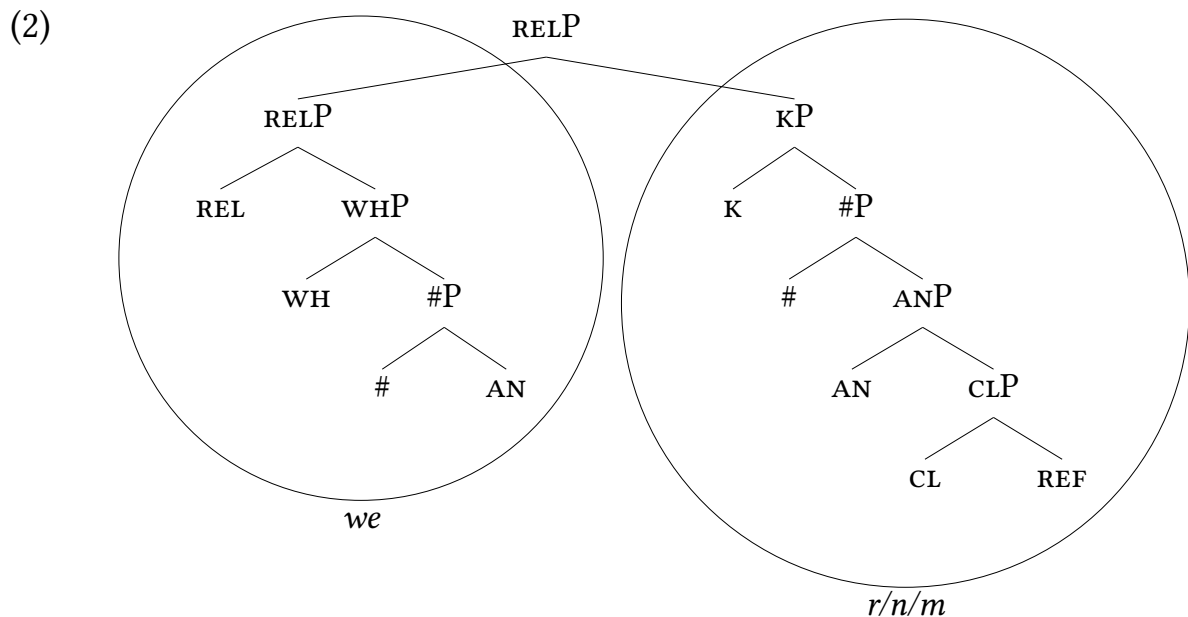 (2)
RELP
RELP KP
REL WHP K #P
WH #P # ANP
# AN AN CLP
CL REF
we
r/n/m